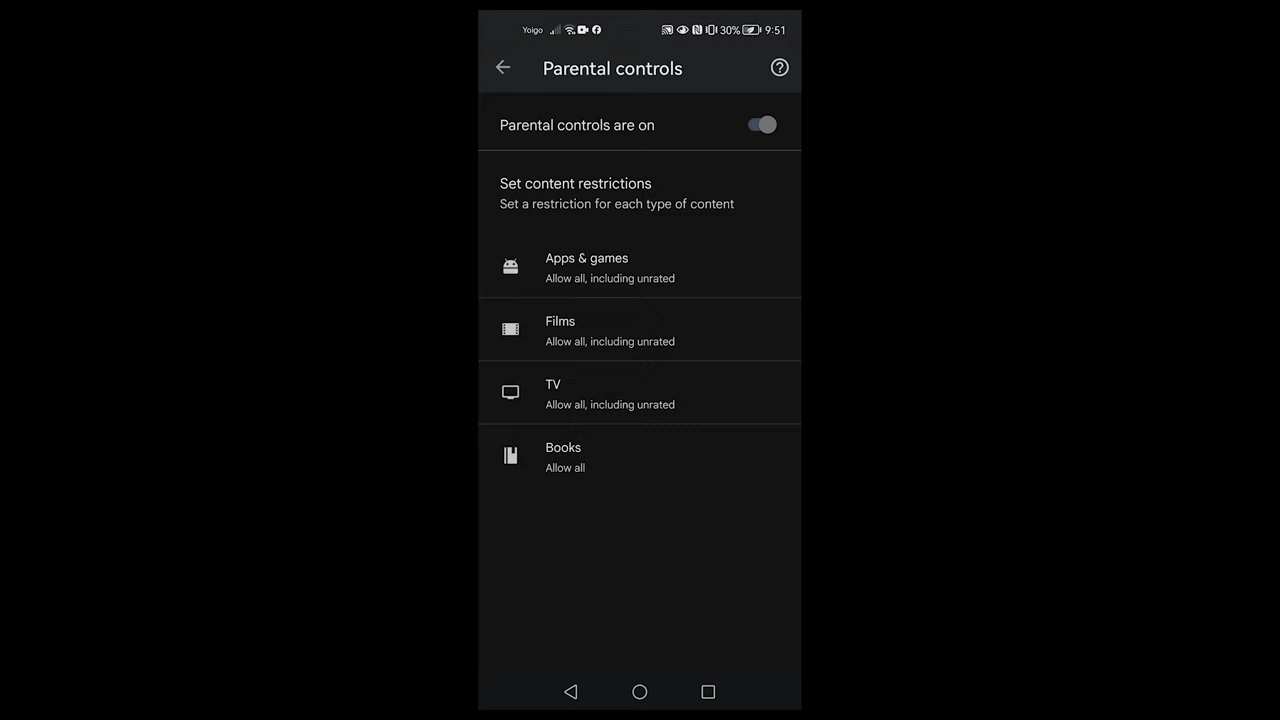 Yoigo 30% 9:51
Parental controls
Parental controls are on
Set content restrictions
Set a restriction for each type of content
Apps & games
Allow all, including unrated
Films
Allow all, including unrated
TV
Allow all, including unrated
Books
Allow all